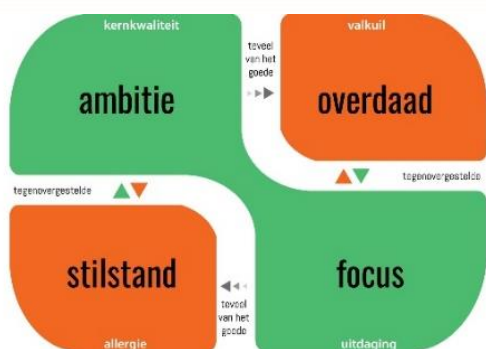 kernkwaliteit
ambitie
teveel
van het
goede
valkuil
overdaad
tegenovergestelde
tegenovergestelde
stilstand
allergie
teveel
van het
goede
focus
uitdaging